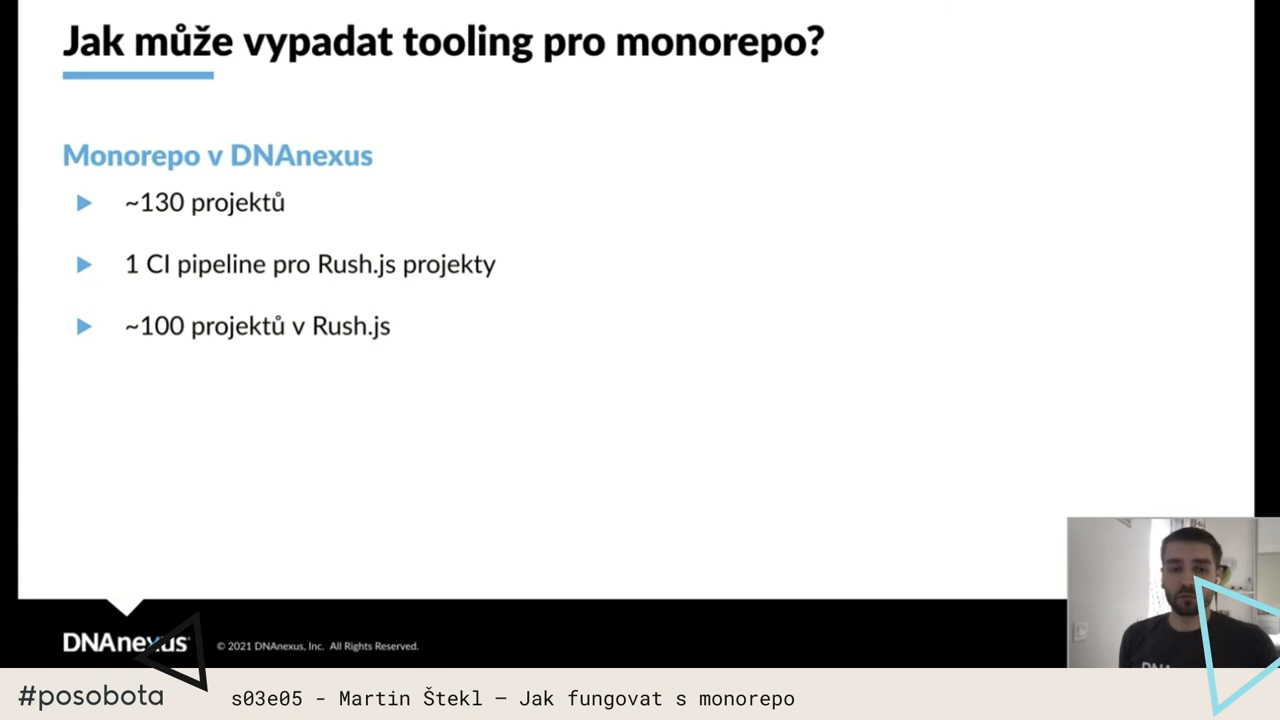 Jak může vypadat tooling pro monorepo?
Monorepo v DNAnexus
~130 projektů
1 CI pipeline pro Rush.js projekty
~100 projektů v Rush.js
DNAnexus
© 2021 DNAnexus, Inc. All Rights Reserved.
#posobota
s03e05 - Martin Štekl – Jak fungovat s monorepo